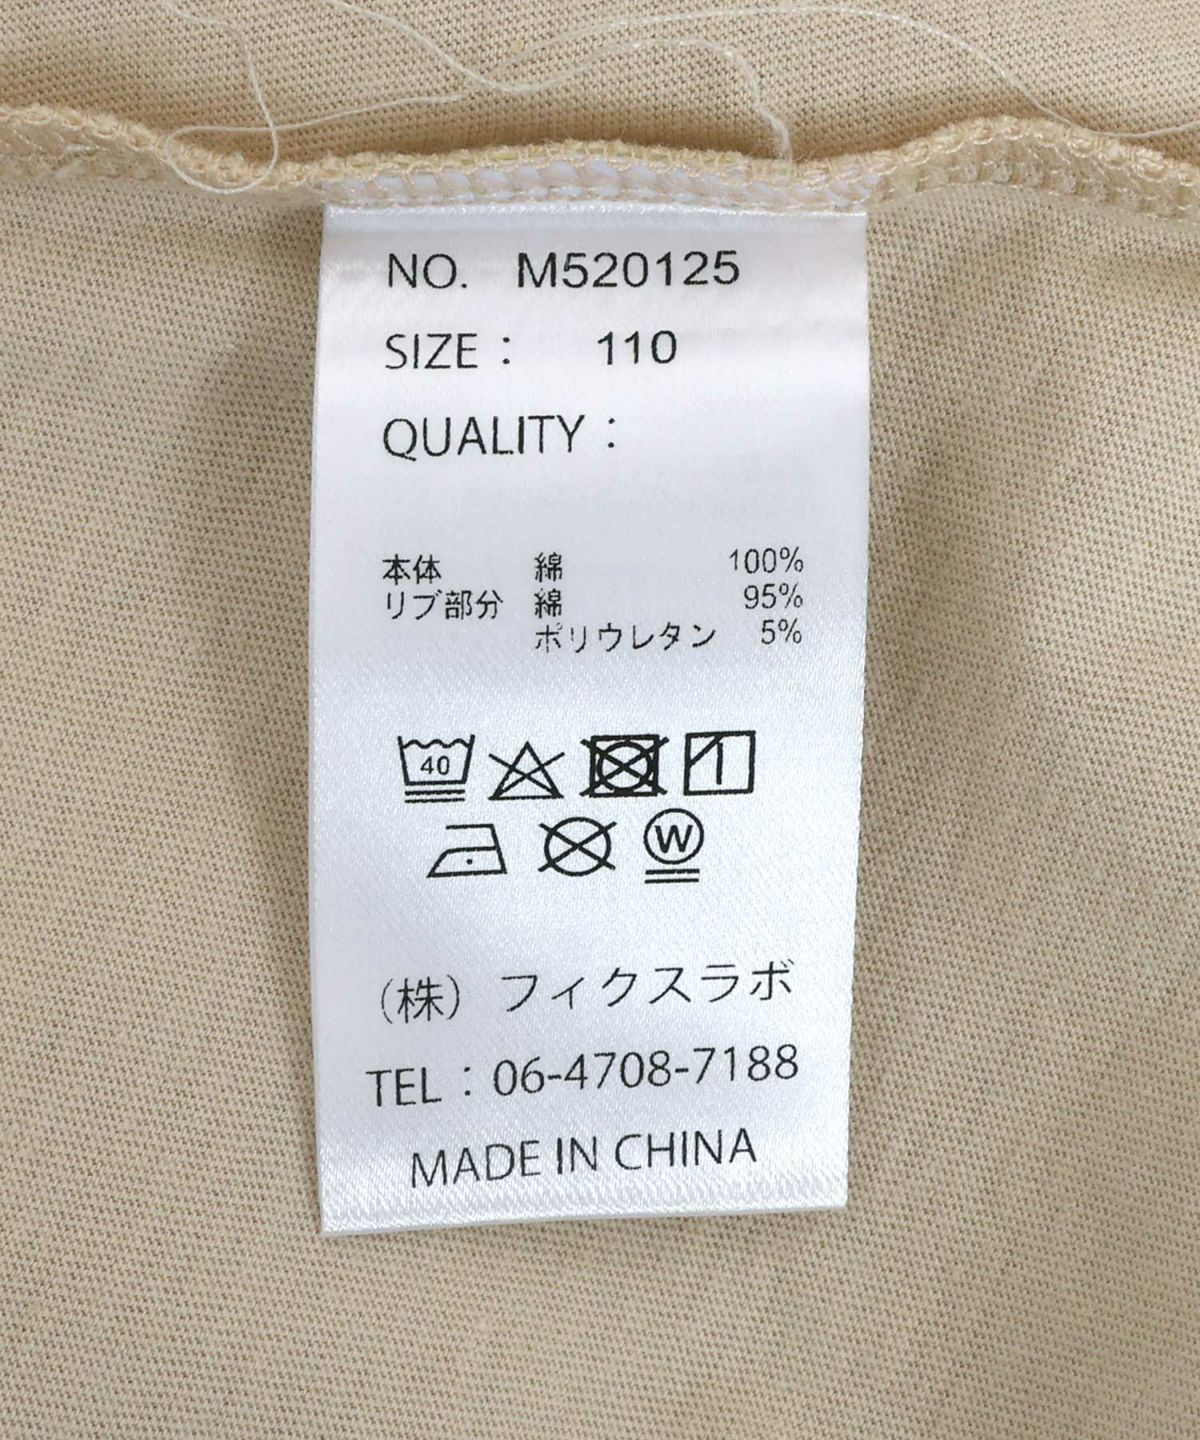 NO. M520125
SIZE： 110
QUALITY：
本体 綿 100%
リブ部分 綿 95%
ポリウレタン 5%
40
W
(株) フィクスラボ
TEL：06-4708-7188
MADE IN CHINA